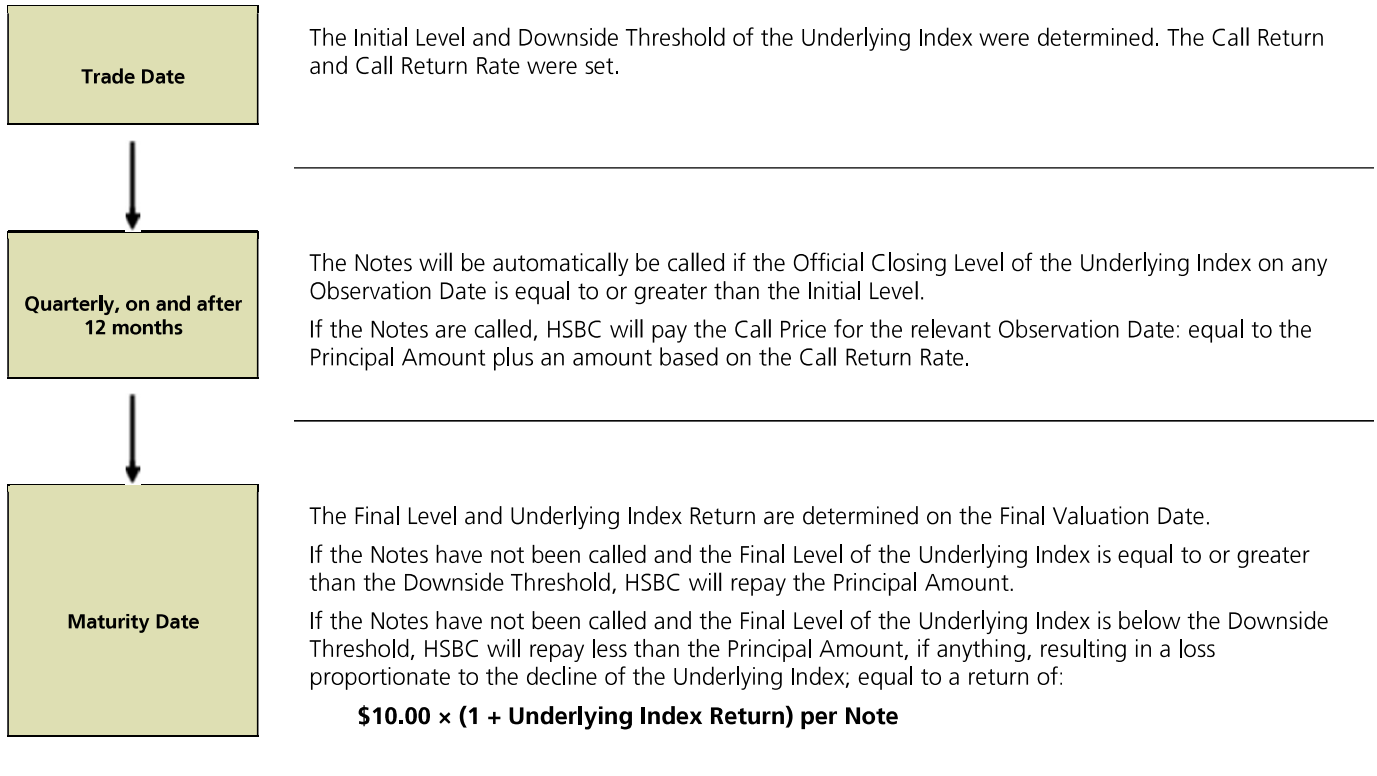 Trade Date
The Initial Level and Downside Threshold of the Underlying Index were determined. The Call Return
and Call Return Rate were set.
Quarterly, on and after
12 months
The Notes will be automatically be called if the Official Closing Level of the Underlying Index on any
Observation Date is equal to or greater than the Initial Level.
If the Notes are called, HSBC will pay the Call Price for the relevant Observation Date: equal to the
Principal Amount plus an amount based on the Call Return Rate.
Maturity Date
The Final Level and Underlying Index Return are determined on the Final Valuation Date.
If the Notes have not been called and the Final Level of the Underlying Index is equal to or greater
than the Downside Threshold, HSBC will repay the Principal Amount.
If the Notes have not been called and the Final Level of the Underlying Index is below the Downside
Threshold, HSBC will repay less than the Principal Amount, if anything, resulting in a loss
proportionate to the decline of the Underlying Index; equal to a return of:
$10.00 × (1 + Underlying Index Return) per Note